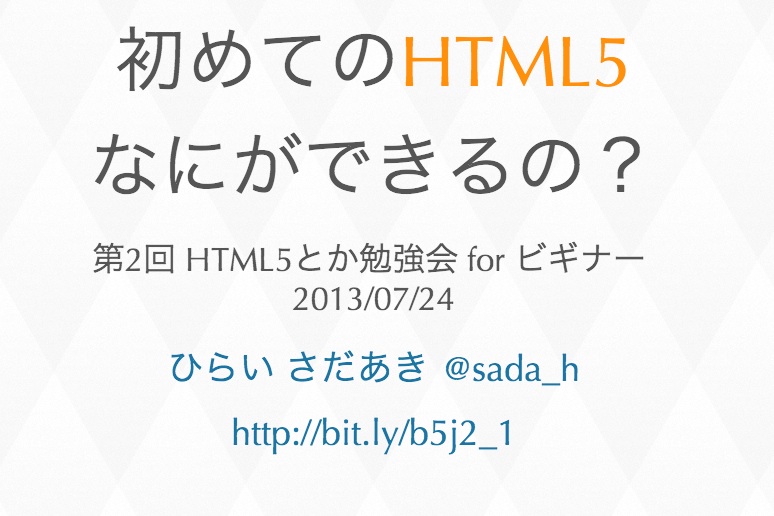 初めてのHTML5
なにができるの？
第2回 HTML5とか勉強会 for ビギナー
2013/07/24
ひらい さだあき @sada_h
http://bit.ly/b5j2_1